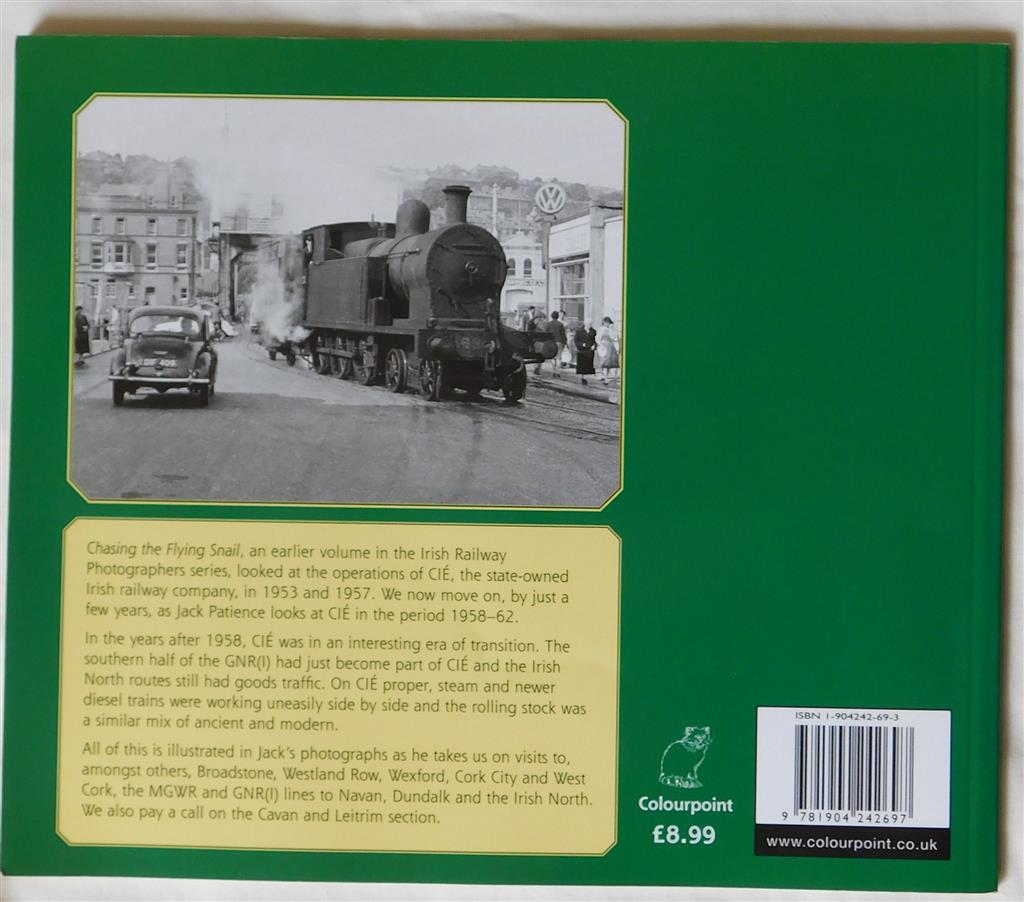 VW
Chasing the Flying Snail, an earlier volume in the Irish Railway
Photographers series, looked at the operations of CIÉ, the state-owned
Irish railway company, in 1953 and 1957. We now move on, by just a
few years, as Jack Patience looks at CIÉ in the period 1958–62.
In the years after 1958, CIÉ was in an interesting era of transition. The
southern half of the GNR(I) had just become part of CIÉ and the Irish
North routes still had goods traffic. On CIÉ proper, steam and newer
diesel trains were working uneasily side by side and the rolling stock was
a similar mix of ancient and modern.
All of this is illustrated in Jack's photographs as he takes us on visits to,
amongst others, Broadstone, Westland Row, Wexford, Cork City and West
Cork, the MGWR and GNR(I) lines to Navan, Dundalk and the Irish North.
We also pay a call on the Cavan and Leitrim section.
Colourpoint
£8.99
ISBN 1-904242-69-3
9 781904 242697
www.colourpoint.co.uk